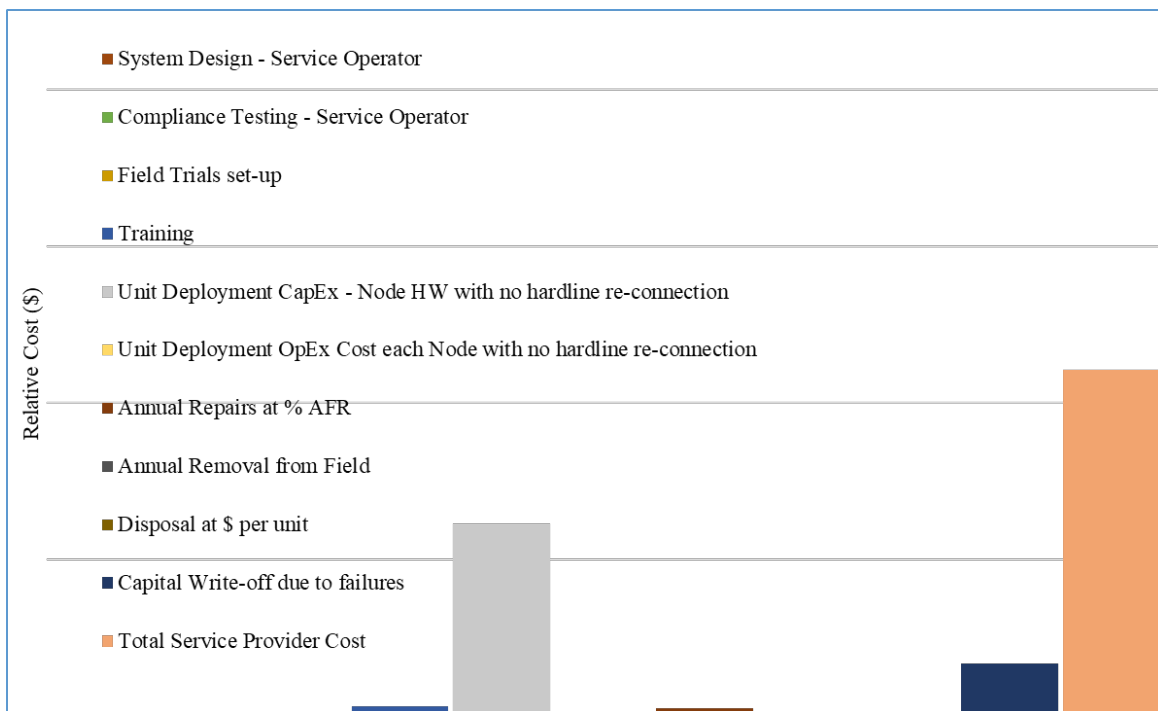 System Design - Service Operator
Compliance Testing - Service Operator
Field Trials set-up
Training
Unit Deployment CapEx - Node HW with no hardline re-connection
Unit Deployment OpEx Cost each Node with no hardline re-connection
Annual Repairs at % AFR
Annual Removal from Field
Disposal at $ per unit
Capital Write-off due to failures
Total Service Provider Cost
Relative Cost ($)